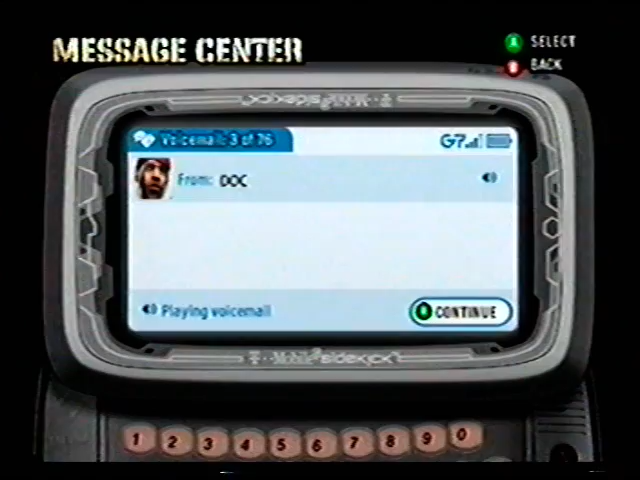 MESSAGE CENTER
A SELECT
B BACK
T··Mobile sidekick
Voicemail: 3 of 76
G7
From: DOC
Playing voicemail
A CONTINUE
T··Mobile sidekick
1 2 3 4 5 6 7 8 9 0